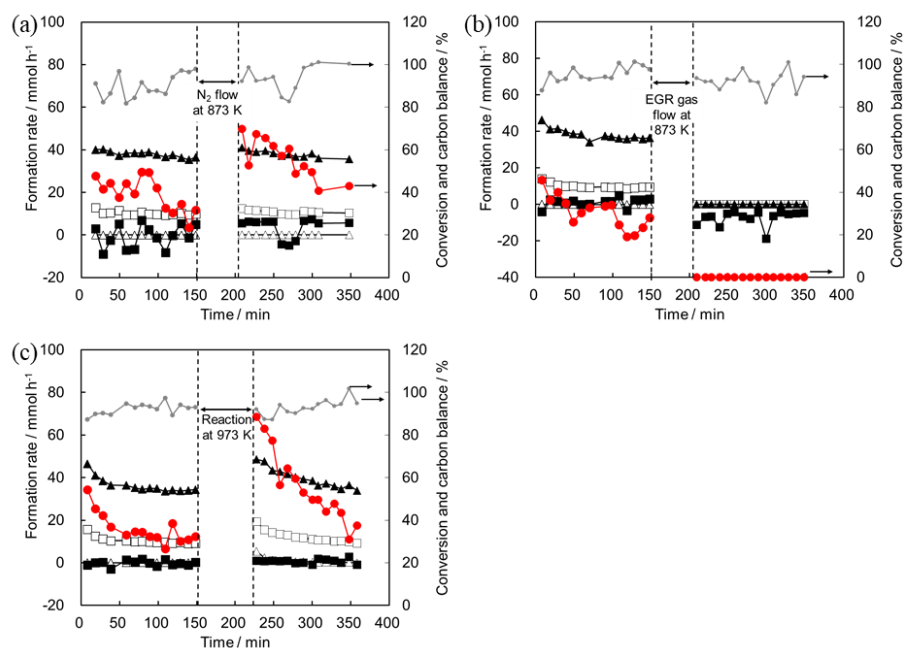 (a)
100
80
60
40
20
0
-20
Formation rate / mmol h-1
120
100
80
60
40
20
0
Conversion and carbon balance / %
N2 flow
at 873 K
0 50 100 150 200 250 300 350 400
Time / min
(b)
100
80
60
40
20
0
-20
-40
Formation rate / mmol h-1
120
100
80
60
40
20
0
Conversion and carbon balance / %
EGR gas
flow at
873 K
0 50 100 150 200 250 300 350 400
Time / min
(c)
100
80
60
40
20
0
-20
Formation rate / mmol h-1
120
100
80
60
40
20
0
Conversion and carbon balance / %
Reaction
at 973 K
0 50 100 150 200 250 300 350 400
Time / min